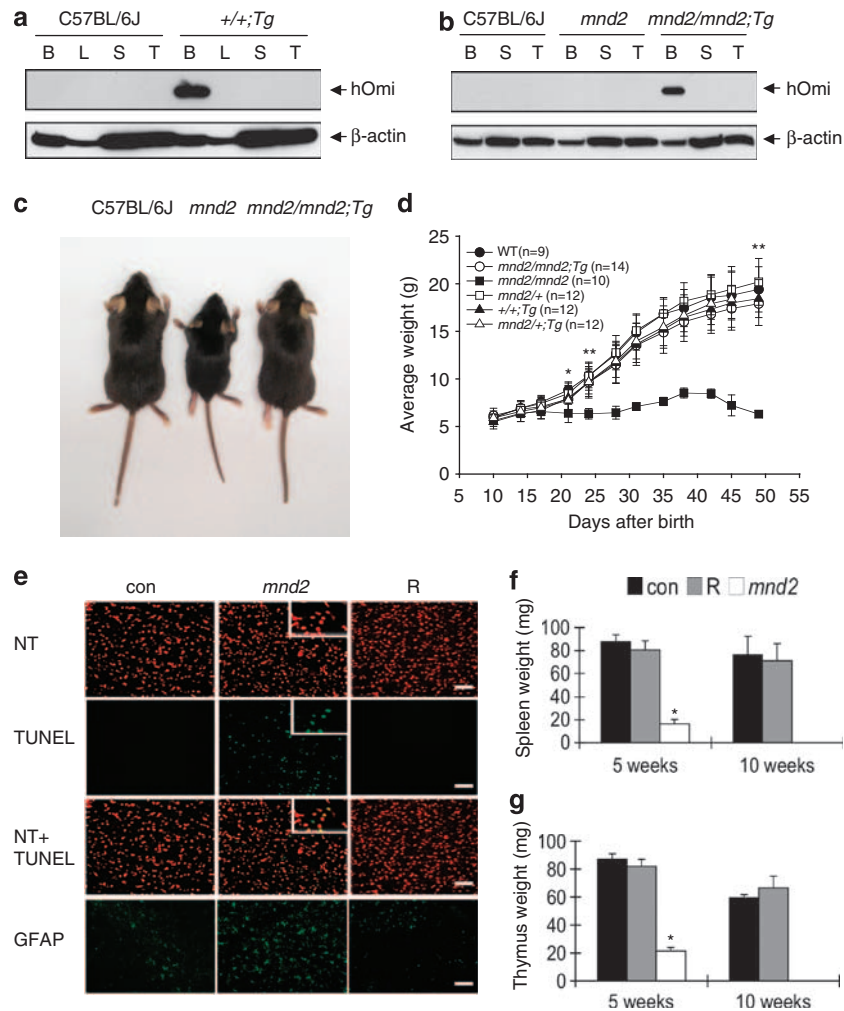 a
C57BL/6J +/+;Tg
B L S T B L S T
hOmi
β-actin
b
C57BL/6J mnd2 mnd2/mnd2;Tg
B S T B S T B S T
hOmi
β-actin
c
C57BL/6J mnd2 mnd2/mnd2;Tg
d
Average weight (g)
25
20
15
10
5
0
WT(n=9)
mnd2/mnd2;Tg (n=14)
mnd2/mnd2 (n=10)
mnd2/+ (n=12)
+/+;Tg (n=12)
mnd2/+;Tg (n=12)
* ** **
5 10 15 20 25 30 35 40 45 50 55
Days after birth
e
con mnd2 R
NT
TUNEL
NT+
TUNEL
GFAP
f
con R mnd2
Spleen weight (mg)
100
80
60
40
20
0
*
5 weeks 10 weeks
g
Thymus weight (mg)
100
80
60
40
20
0
*
5 weeks 10 weeks